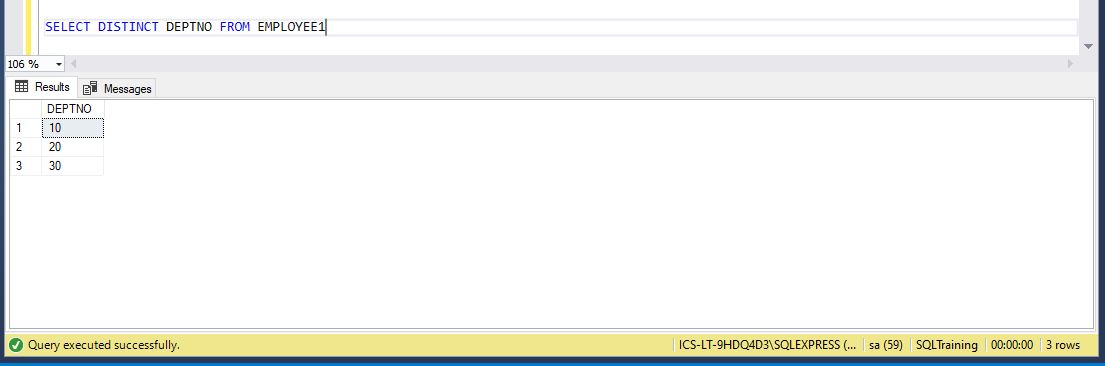 SELECT DISTINCT DEPTNO FROM EMPLOYEE1
106 %
Results Messages
DEPTNO
1 10
2 20
3 30
Query executed successfully. ICS-LT-9HDQ4D3\SQLEXPRESS (... sa (59) SQLTraining 00:00:00 3 rows